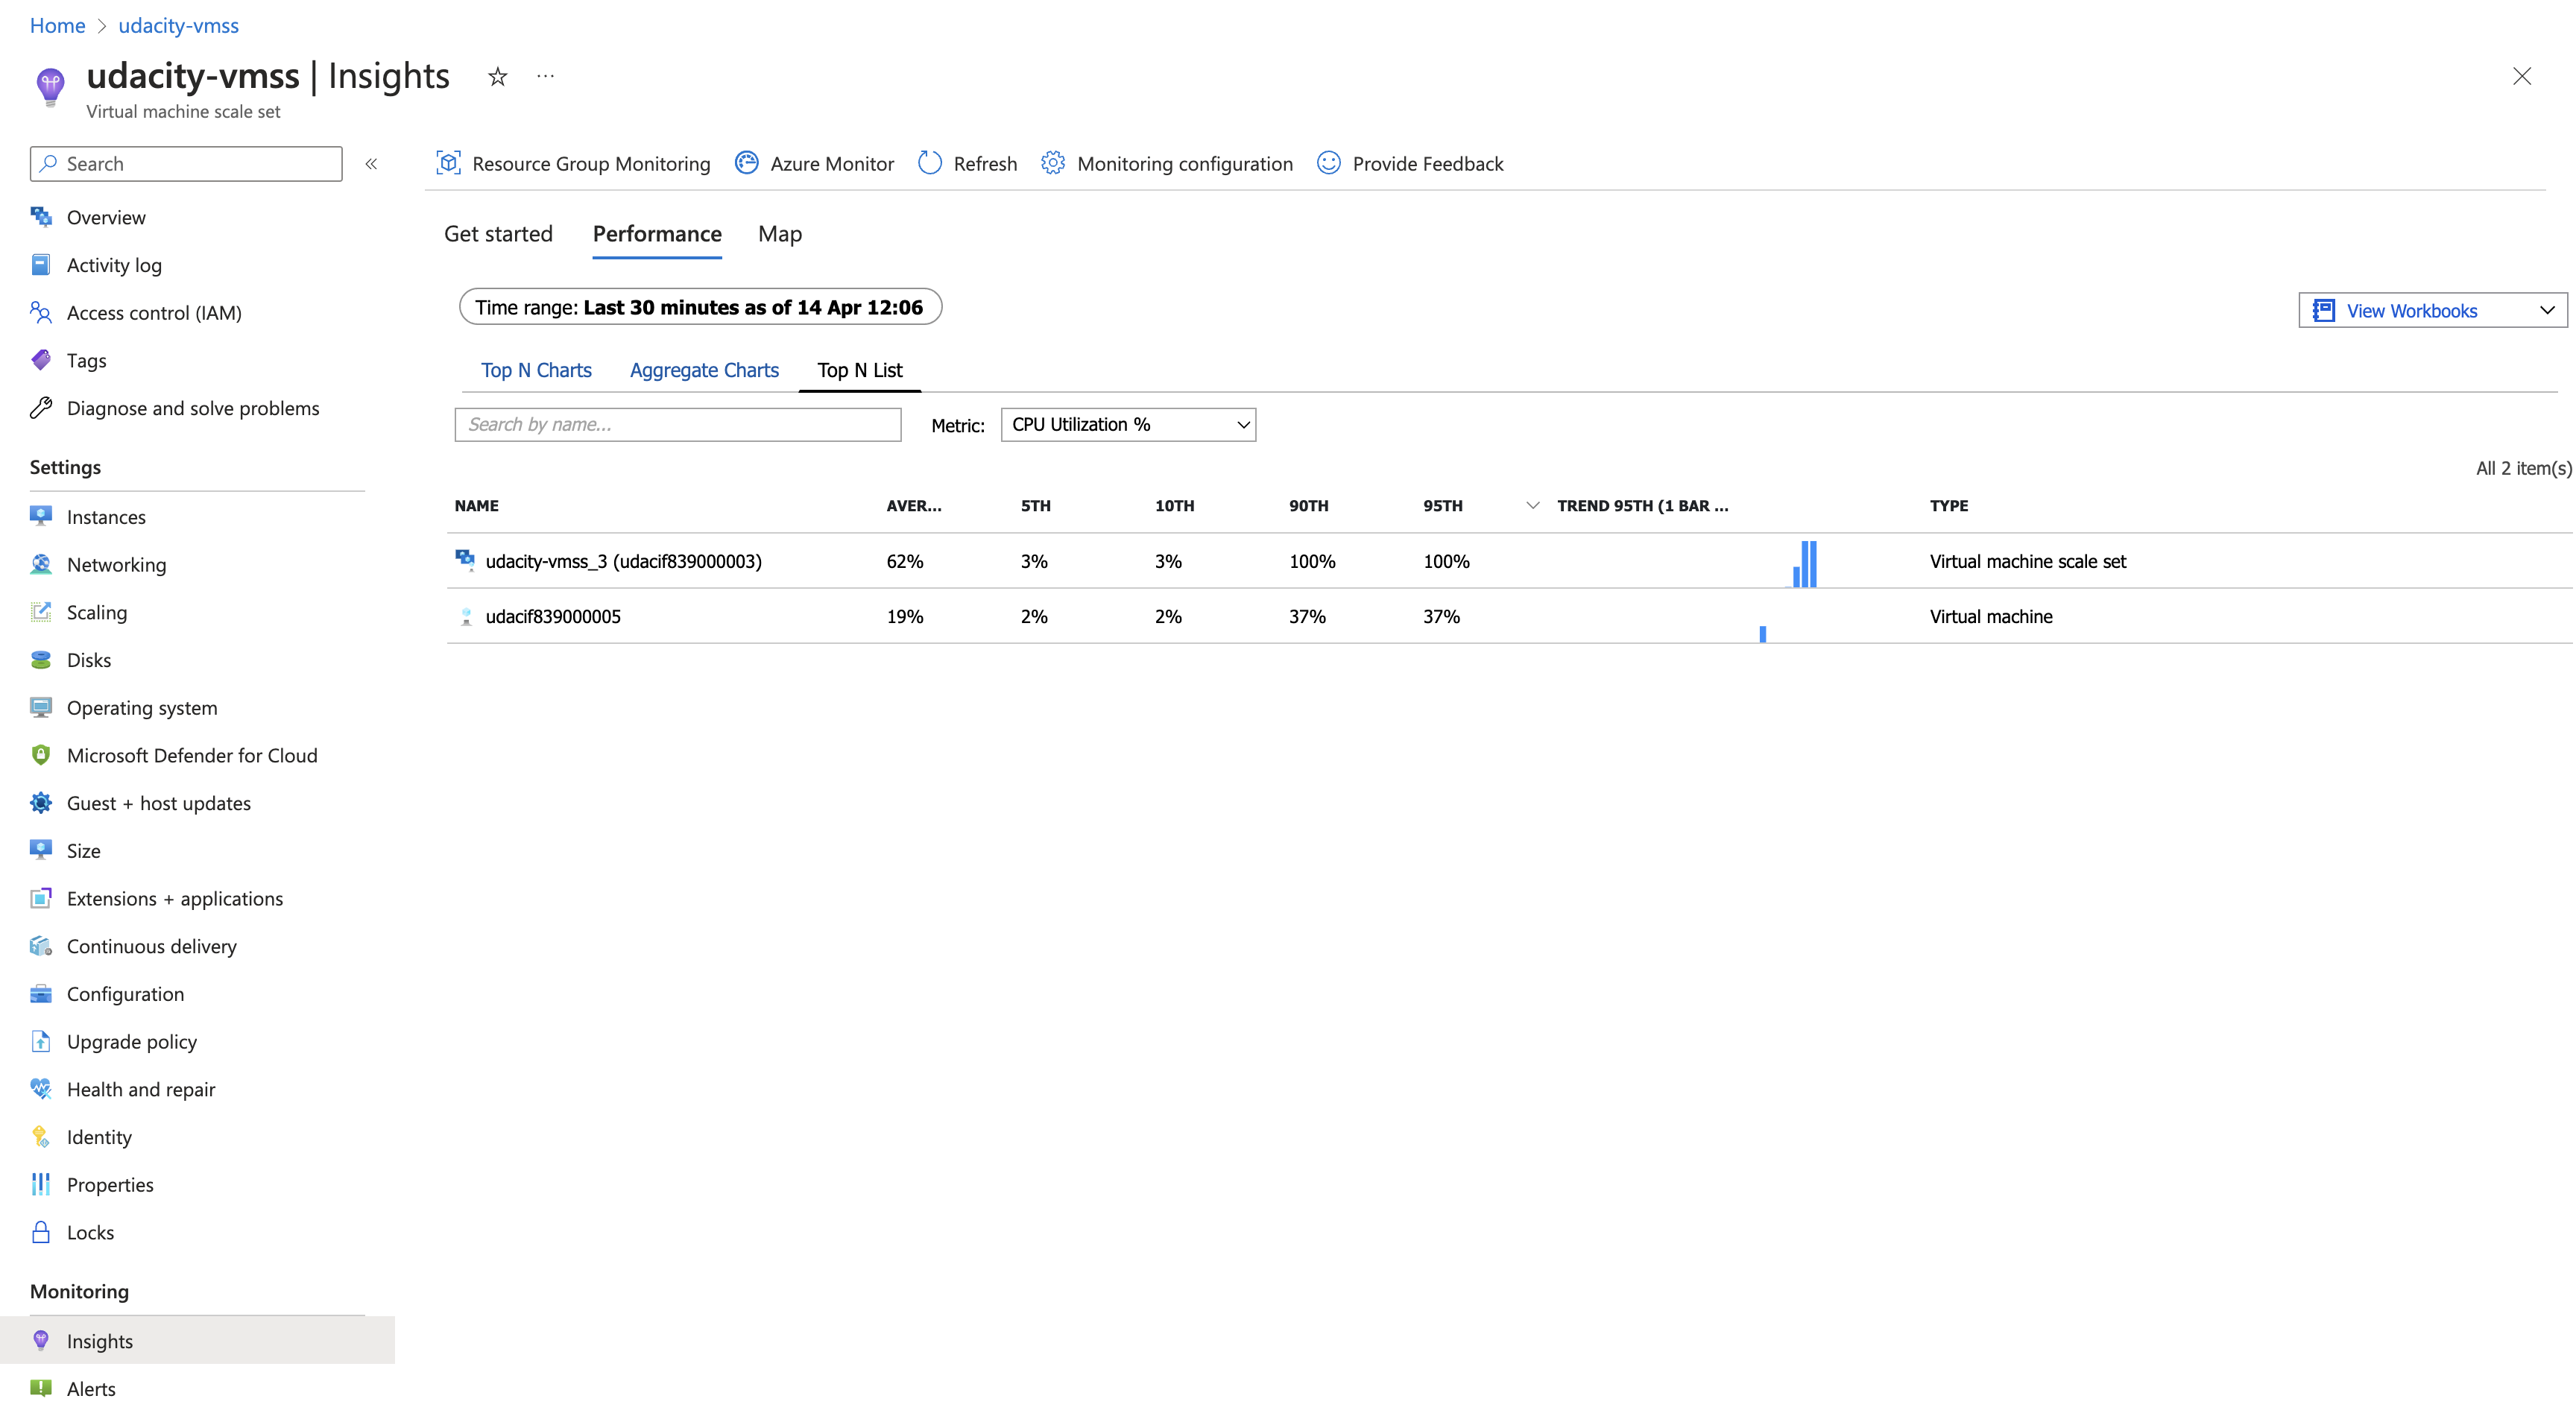 Home > udacity-vmss
udacity-vmss | Insights
Virtual machine scale set
Search
Overview
Activity log
Access control (IAM)
Tags
Diagnose and solve problems
Settings
Instances
Networking
Scaling
Disks
Operating system
Microsoft Defender for Cloud
Guest + host updates
Size
Extensions + applications
Continuous delivery
Configuration
Upgrade policy
Health and repair
Identity
Properties
Locks
Monitoring
Insights
Alerts
Resource Group Monitoring Azure Monitor Refresh Monitoring configuration Provide Feedback
Get started Performance Map
Time range: Last 30 minutes as of 14 Apr 12:06
View Workbooks
Top N Charts Aggregate Charts Top N List
Search by name... Metric: CPU Utilization %
All 2 item(s)
NAME AVER... 5TH 10TH 90TH 95TH TREND 95TH (1 BAR ... TYPE
udacity-vmss_3 (udacif839000003) 62% 3% 3% 100% 100% Virtual machine scale set
udacif839000005 19% 2% 2% 37% 37% Virtual machine